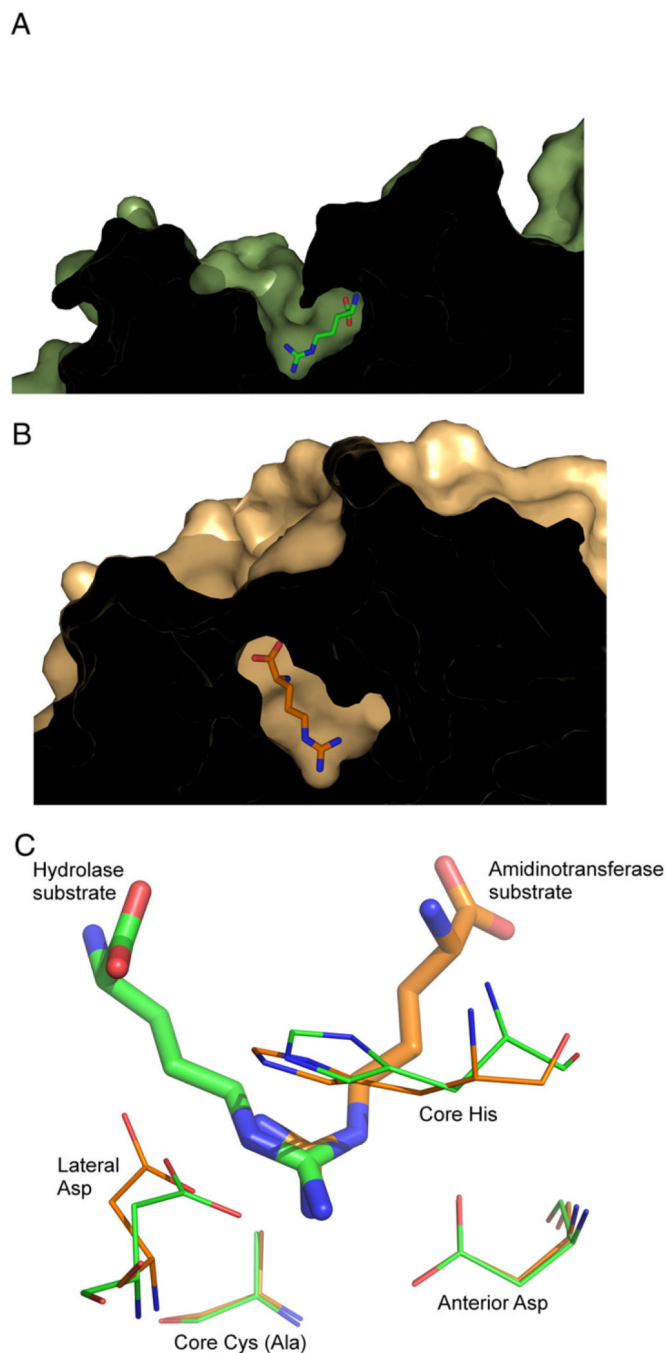 A
B
C
Hydrolase
substrate
Amidinotransferase
substrate
Core His
Lateral
Asp
Anterior Asp
Core Cys (Ala)